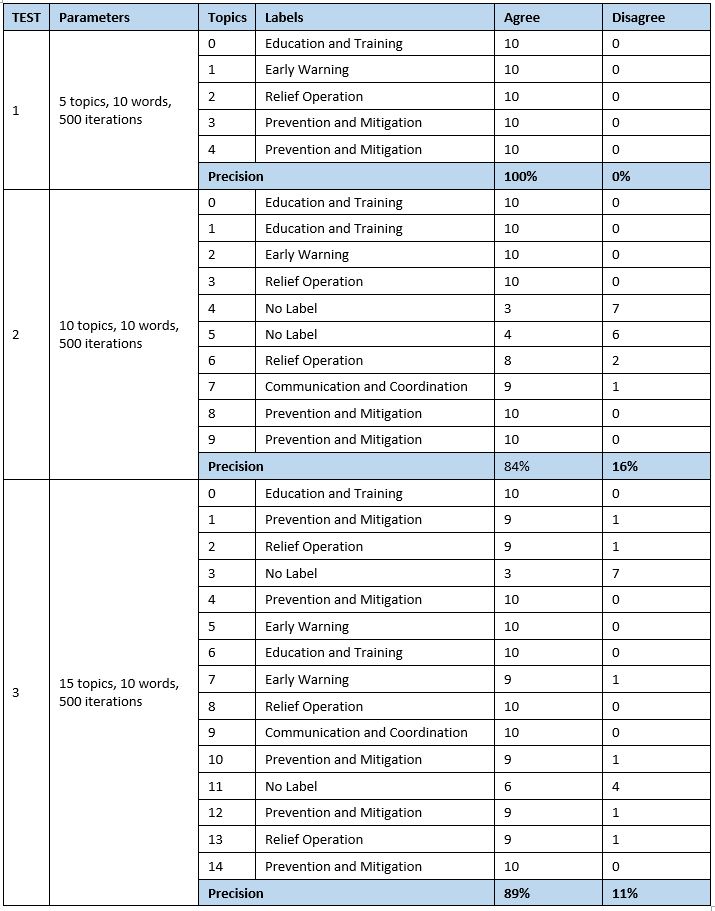 TEST Parameters Topics Labels Agree Disagree
0 Education and Training 10 0
1 Early Warning 10 0
1 5 topics, 10 words, 2 Relief Operation 10 0
500 iterations 3 Prevention and Mitigation 10 0
4 Prevention and Mitigation 10 0
Precision 100% 0%
0 Education and Training 10 0
1 Education and Training 10 0
2 Early Warning 10 0
3 Relief Operation 10 0
4 No Label 3 7
2 10 topics, 10 words, 5 No Label 4 6
500 iterations 6 Relief Operation 8 2
7 Communication and Coordination 9 1
8 Prevention and Mitigation 10 0
9 Prevention and Mitigation 10 0
Precision 84% 16%
0 Education and Training 10 0
1 Prevention and Mitigation 9 1
2 Relief Operation 9 1
3 No Label 3 7
4 Prevention and Mitigation 10 0
5 Early Warning 10 0
6 Education and Training 10 0
3 15 topics, 10 words, 7 Early Warning 9 1
500 iterations 8 Relief Operation 10 0
9 Communication and Coordination 10 0
10 Prevention and Mitigation 9 1
11 No Label 6 4
12 Prevention and Mitigation 9 1
13 Relief Operation 9 1
14 Prevention and Mitigation 10 0
Precision 89% 11%